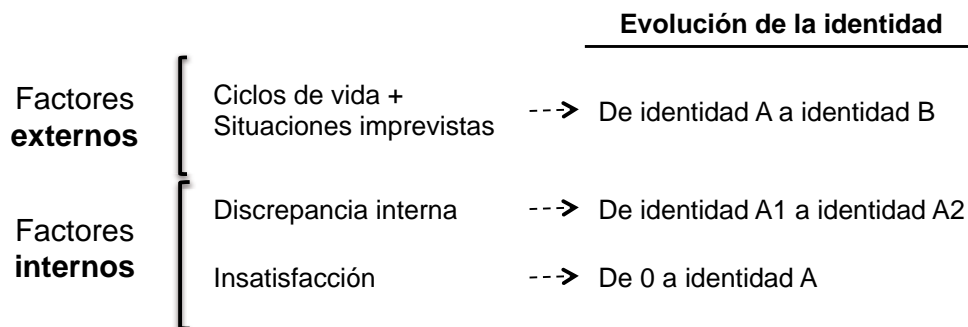 Evolución de la identidad
Factores
externos
Ciclos de vida +
Situaciones imprevistas
De identidad A a identidad B
Factores
internos
Discrepancia interna
De identidad A1 a identidad A2
Insatisfacción
De 0 a identidad A